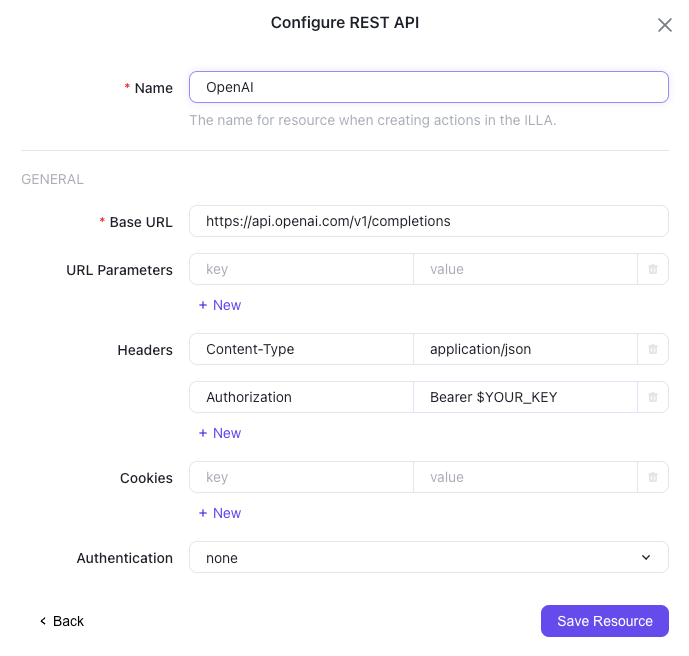 Configure REST API
* Name
OpenAI
The name for resource when creating actions in the ILLA.
GENERAL
* Base URL
https://api.openai.com/v1/completions
URL Parameters
key
value
+ New
Headers
Content-Type
application/json
Authorization
Bearer $YOUR_KEY
+ New
Cookies
key
value
+ New
Authentication
none
Back
Save Resource